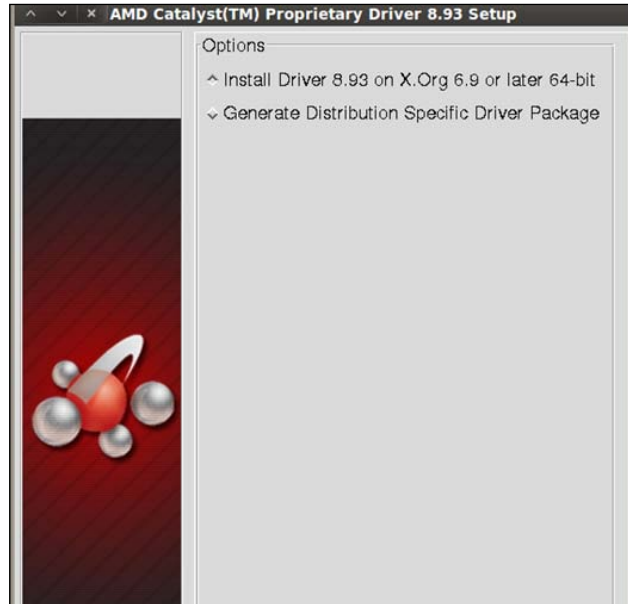 AMD Catalyst(TM) Proprietary Driver 8.93 Setup
Options
Install Driver 8.93 on X.Org 6.9 or later 64-bit
Generate Distribution Specific Driver Package